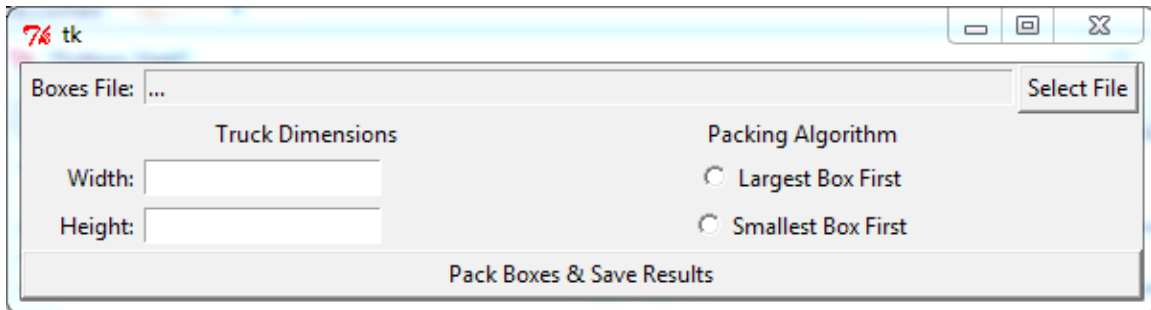 tk
Boxes File: ... Select File
Truck Dimensions Packing Algorithm
Width: Largest Box First
Height: Smallest Box First
Pack Boxes & Save Results